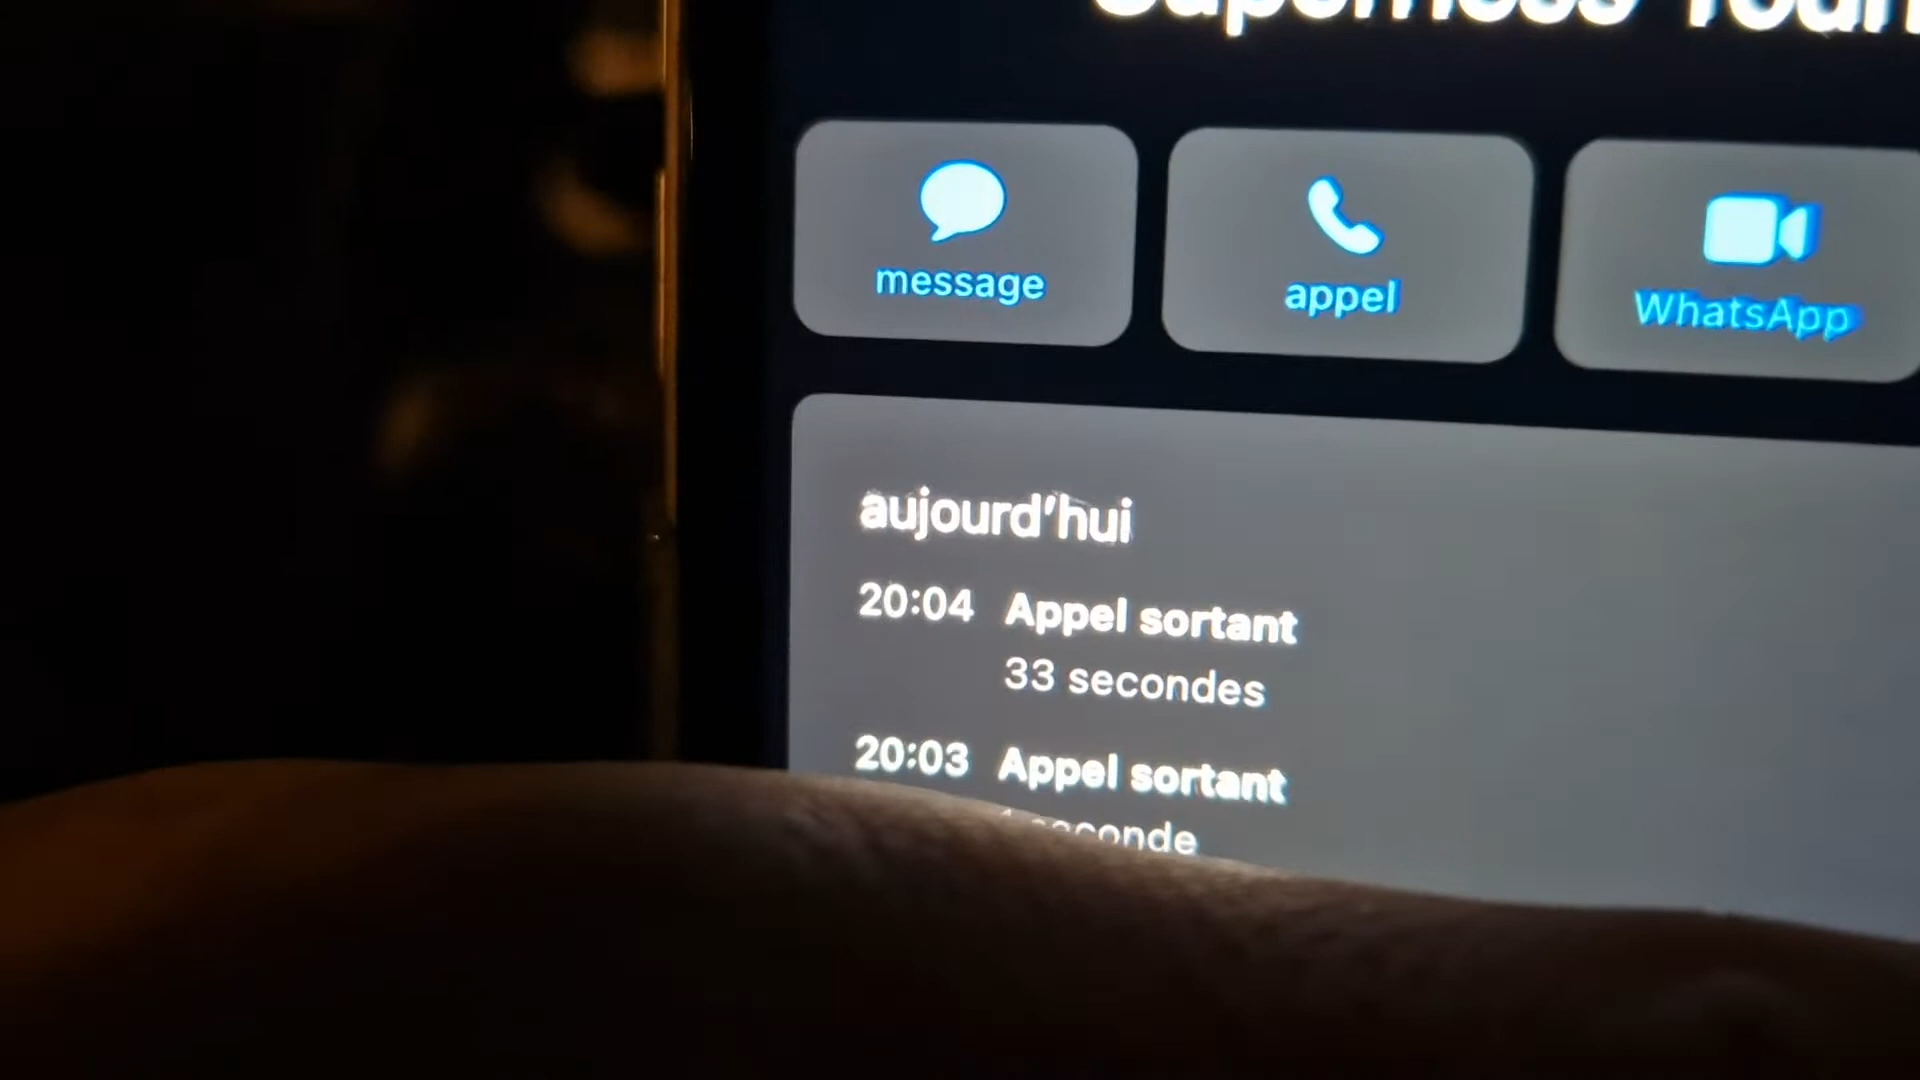 message
appel
WhatsApp
aujourd'hui
20:04 Appel sortant
33 secondes
20:03 Appel sortant